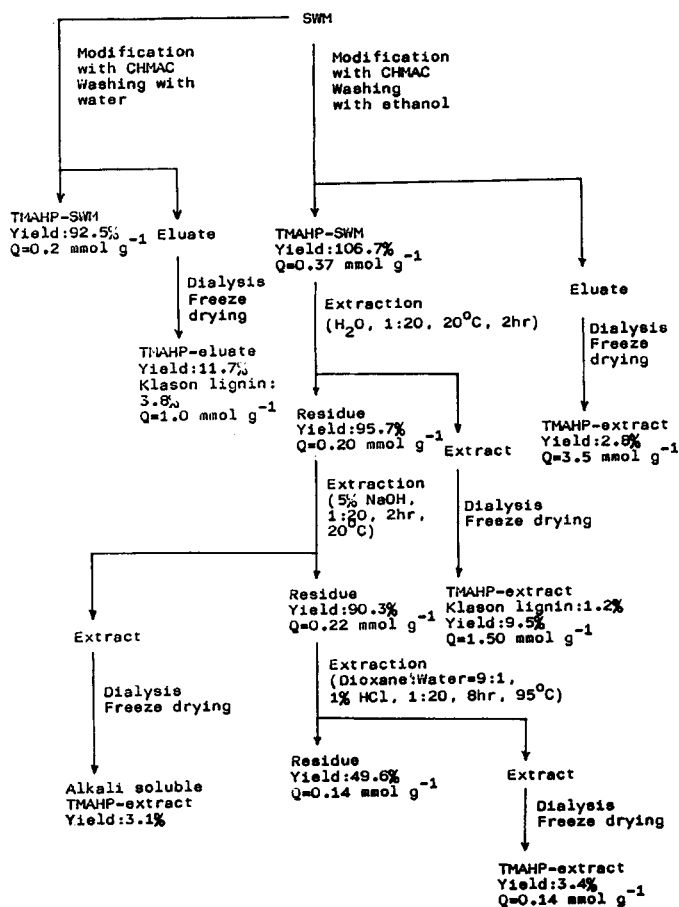 SWM
Modification
with CHMAC
Washing with
water
Modification
with CHMAC
Washing
with ethanol
TMAHP-SWM
Yield:92.5%
Q=0.2 mmol g-1
Eluate
TMAHP-SWM
Yield:106.7%
Q=0.37 mmol g-1
Eluate
Dialysis
Freeze
drying
Extraction
(H2O, 1:20, 20°C, 2hr)
Dialysis
Freeze
drying
TMAHP-eluate
Yield:11.7%
Klason lignin:
3.8%
Q=1.0 mmol g-1
Residue
Yield:95.7%
Q=0.20 mmol g-1
Extract
TMAHP-extract
Yield:2.8%
Q=3.5 mmol g-1
Extraction
(5% NaOH,
1:20, 2hr,
20°C)
Dialysis
Freeze drying
Extract
Residue
Yield:90.3%
Q=0.22 mmol g-1
TMAHP-extract
Klason lignin:1.2%
Yield:9.5%
Q=1.50 mmol g-1
Dialysis
Freeze drying
Extraction
(Dioxane:Water=9:1,
1% HCl, 1:20, 8hr, 95°C)
Alkali soluble
TMAHP-extract
Yield:3.1%
Residue
Yield:49.6%
Q=0.14 mmol g-1
Extract
Dialysis
Freeze drying
TMAHP-extract
Yield:3.4%
Q=0.14 mmol g-1